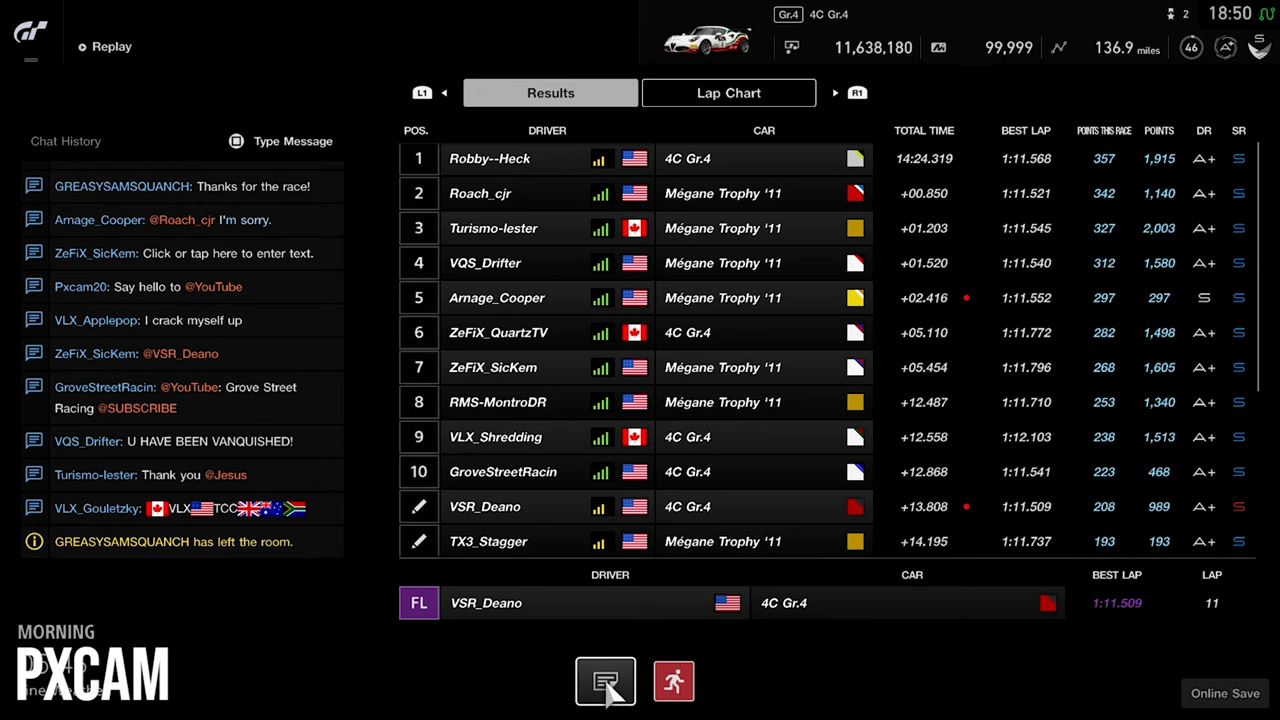 Gr.4 4C Gr.4 2 18:50
Replay 11,638,180 99,999 136.9 miles 46 A+ S
L1 Results Lap Chart R1
Chat History Type Message
GREASYSAMSQUANCH: Thanks for the race!
Arnage_Cooper: @Roach_cjr I'm sorry.
ZeFiX_SicKem: Click or tap here to enter text.
Pxcam20: Say hello to @YouTube
VLX_Applepop: I crack myself up
ZeFiX_SicKem: @VSR_Deano
GroveStreetRacin: @YouTube: Grove Street
Racing @SUBSCRIBE
VQS_Drifter: U HAVE BEEN VANQUISHED!
Turismo-lester: Thank you @Jesus
VLX_Gouletzky: VLX TCC
GREASYSAMSQUANCH has left the room.
POS. DRIVER CAR TOTAL TIME BEST LAP POINTS THIS RACE POINTS DR SR
1 Robby--Heck 4C Gr.4 14:24.319 1:11.568 357 1,915 A+ S
2 Roach_cjr Mégane Trophy '11 +00.850 1:11.521 342 1,140 A+ S
3 Turismo-lester Mégane Trophy '11 +01.203 1:11.545 327 2,003 A+ S
4 VQS_Drifter Mégane Trophy '11 +01.520 1:11.540 312 1,580 A+ S
5 Arnage_Cooper Mégane Trophy '11 +02.416 1:11.552 297 297 S S
6 ZeFiX_QuartzTV 4C Gr.4 +05.110 1:11.772 282 1,498 A+ S
7 ZeFiX_SicKem Mégane Trophy '11 +05.454 1:11.796 268 1,605 A+ S
8 RMS-MontroDR Mégane Trophy '11 +12.487 1:11.710 253 1,340 A+ S
9 VLX_Shredding 4C Gr.4 +12.558 1:12.103 238 1,513 A+ S
10 GroveStreetRacin 4C Gr.4 +12.868 1:11.541 223 468 A+ S
VSR_Deano 4C Gr.4 +13.808 1:11.509 208 989 A+ S
TX3_Stagger Mégane Trophy '11 +14.195 1:11.737 193 193 A+ S
DRIVER CAR BEST LAP LAP
FL VSR_Deano 4C Gr.4 1:11.509 11
MORNING
PXCAM
Online Save